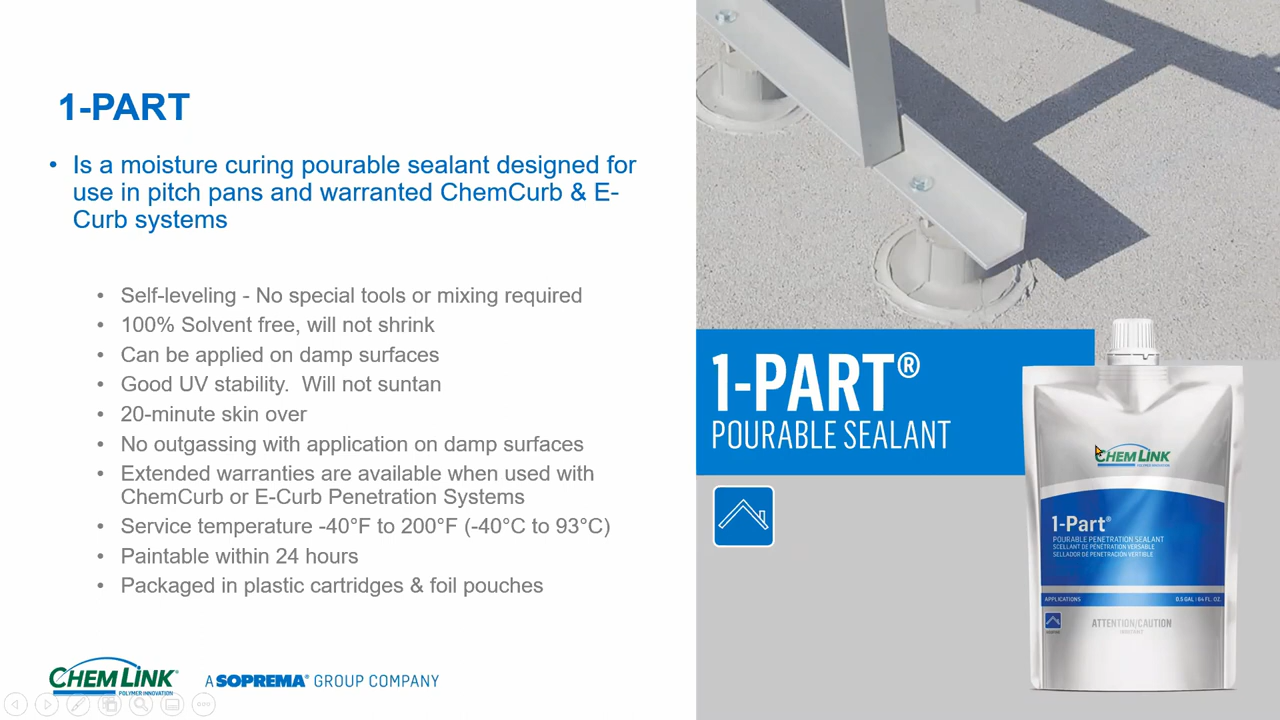 1-PART
• Is a moisture curing pourable sealant designed for
use in pitch pans and warranted ChemCurb & E-
Curb systems
• Self-leveling - No special tools or mixing required
• 100% Solvent free, will not shrink
• Can be applied on damp surfaces
• Good UV stability.  Will not suntan
• 20-minute skin over
• No outgassing with application on damp surfaces
• Extended warranties are available when used with
ChemCurb or E-Curb Penetration Systems
• Service temperature -40°F to 200°F (-40°C to 93°C)
• Paintable within 24 hours
• Packaged in plastic cartridges & foil pouches
CHEM LINK®
POLYMER INNOVATION
A SOPREMA® GROUP COMPANY
1-PART®
POURABLE SEALANT
CHEM LINK
POLYMER INNOVATION
1-Part®
POURABLE PENETRATION SEALANT
SCELLANT DE PÉNÉTRATION VERSABLE
SELLADOR DE PENETRACIÓN VERTIBLE
APPLICATIONS 0.5 GAL | 64 FL. OZ.
ATTENTION/CAUTION